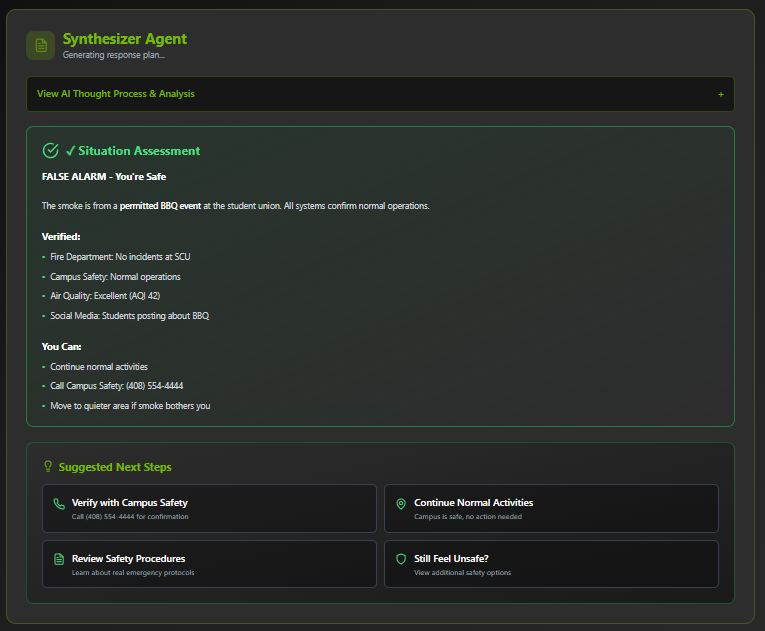 Synthesizer Agent
Generating response plan...
View AI Thought Process & Analysis +
✓ Situation Assessment
FALSE ALARM - You're Safe
The smoke is from a permitted BBQ event at the student union. All systems confirm normal operations.
Verified:
• Fire Department: No incidents at SCU
• Campus Safety: Normal operations
• Air Quality: Excellent (AQI 42)
• Social Media: Students posting about BBQ
You Can:
• Continue normal activities
• Call Campus Safety: (408) 554-4444
• Move to quieter area if smoke bothers you
Suggested Next Steps
Verify with Campus Safety
Call (408) 554-4444 for confirmation
Continue Normal Activities
Campus is safe, no action needed
Review Safety Procedures
Learn about real emergency protocols
Still Feel Unsafe?
View additional safety options